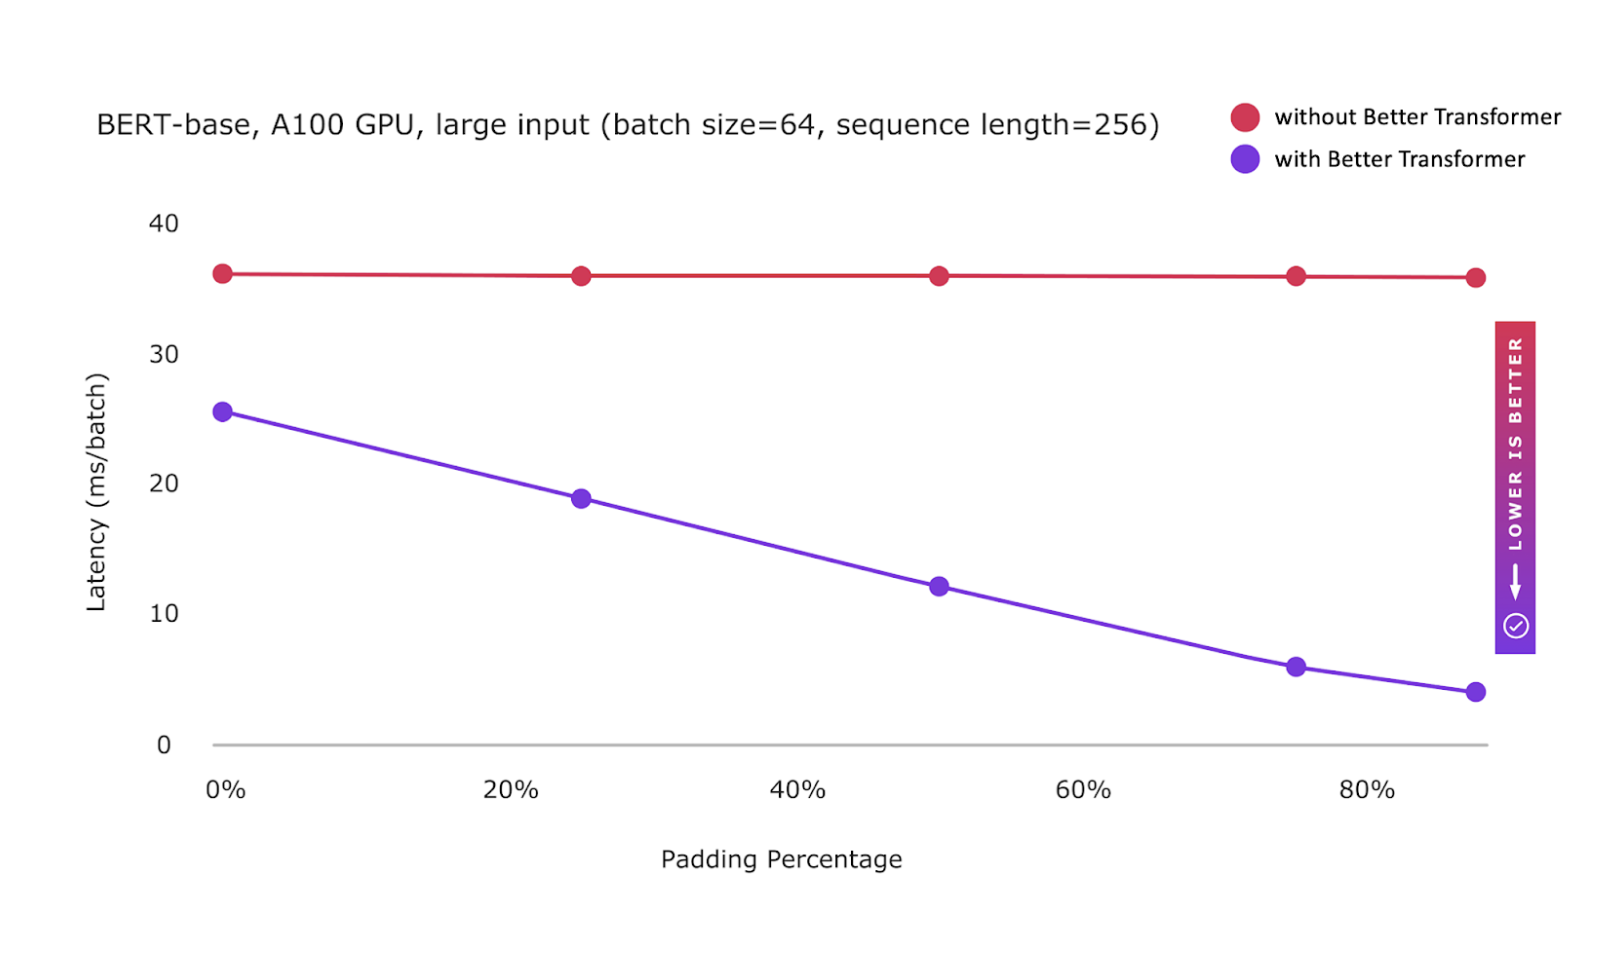 BERT-base, A100 GPU, large input (batch size=64, sequence length=256)
without Better Transformer
with Better Transformer
40
30
20
10
0
Latency (ms/batch)
0% 20% 40% 60% 80%
Padding Percentage
LOWER IS BETTER